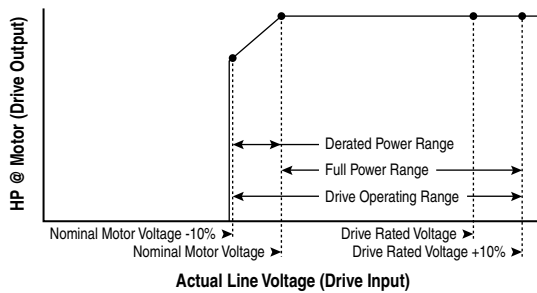 HP @ Motor (Drive Output)
Derated Power Range
Full Power Range
Drive Operating Range
Nominal Motor Voltage -10%
Drive Rated Voltage
Nominal Motor Voltage
Drive Rated Voltage +10%
Actual Line Voltage (Drive Input)